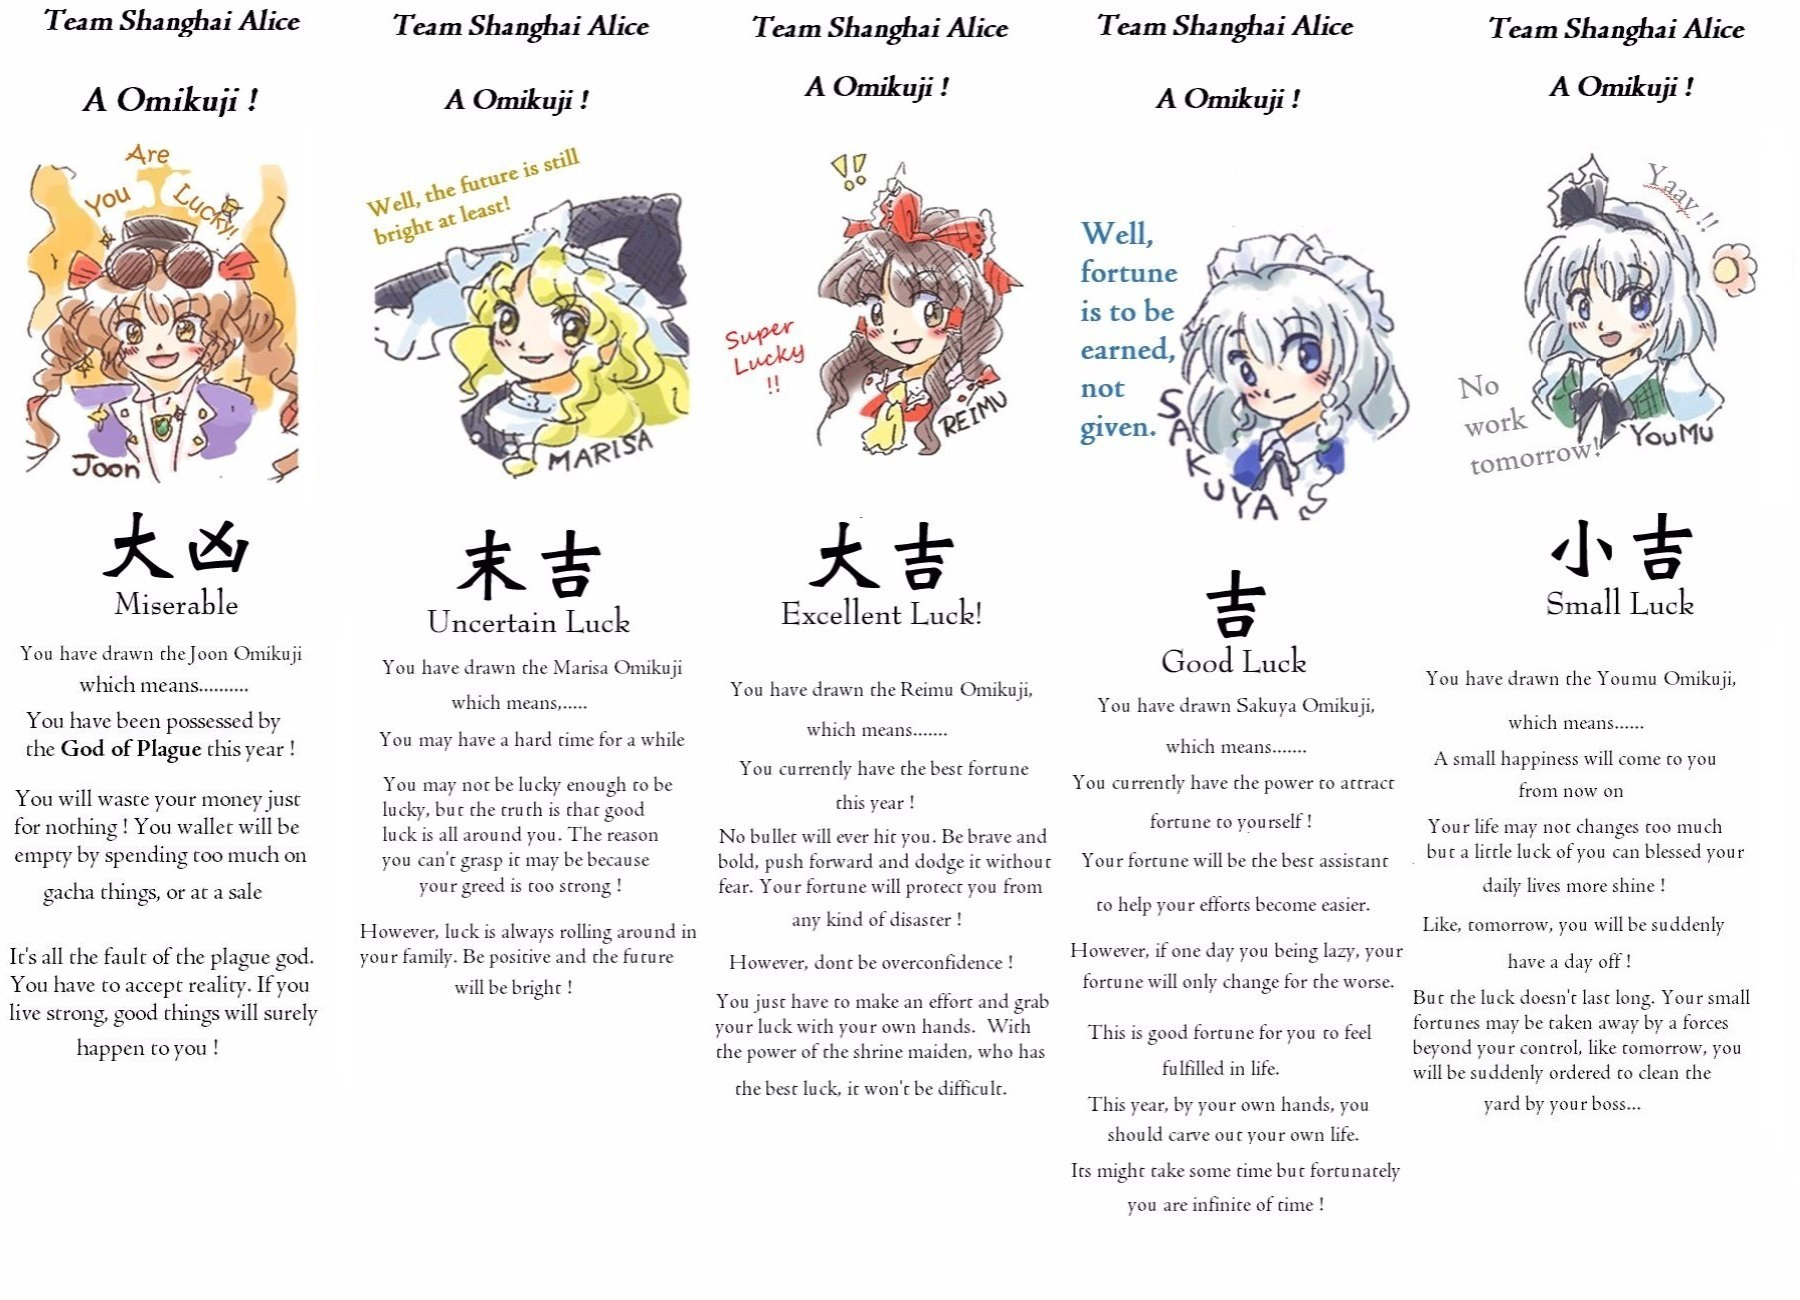 Team Shanghai Alice
A Omikuji !
You Are Lucky!
Joon
大凶
Miserable
You have drawn the Joon Omikuji
which means..........
You have been possessed by
the God of Plague this year !
You will waste your money just
for nothing ! You wallet will be
empty by spending too much on
gacha things, or at a sale
It's all the fault of the plague god.
You have to accept reality. If you
live strong, good things will surely
happen to you !
Team Shanghai Alice
A Omikuji !
Well, the future is still
bright at least!
MARISA
末吉
Uncertain Luck
You have drawn the Marisa Omikuji
which means,.....
You may have a hard time for a while
You may not be lucky enough to be
lucky, but the truth is that good
luck is all around you. The reason
you can't grasp it may be because
your greed is too strong !
However, luck is always rolling around in
your family. Be positive and the future
will be bright !
Team Shanghai Alice
A Omikuji !
!!
Super
Lucky
!!
REIMU
大吉
Excellent Luck!
You have drawn the Reimu Omikuji,
which means.......
You currently have the best fortune
this year !
No bullet will ever hit you. Be brave and
bold, push forward and dodge it without
fear. Your fortune will protect you from
any kind of disaster !
However, dont be overconfidence !
You just have to make an effort and grab
your luck with your own hands. With
the power of the shrine maiden, who has
the best luck, it won't be difficult.
Team Shanghai Alice
A Omikuji !
Well,
fortune
is to be
earned,
not
given.
SAKUYA S
吉
Good Luck
You have drawn Sakuya Omikuji,
which means.......
You currently have the power to attract
fortune to yourself !
Your fortune will be the best assistant
to help your efforts become easier.
However, if one day you being lazy, your
fortune will only change for the worse.
This is good fortune for you to feel
fulfilled in life.
This year, by your own hands, you
should carve out your own life.
Its might take some time but fortunately
you are infinite of time !
Team Shanghai Alice
A Omikuji !
Yaay !!
No
work
tomorrow!
YOUMU
小吉
Small Luck
You have drawn the Youmu Omikuji,
which means......
A small happiness will come to you
from now on
Your life may not changes too much
but a little luck of you can blessed your
daily lives more shine !
Like, tomorrow, you will be suddenly
have a day off !
But the luck doesn't last long. Your small
fortunes may be taken away by a forces
beyond your control, like tomorrow, you
will be suddenly ordered to clean the
yard by your boss...